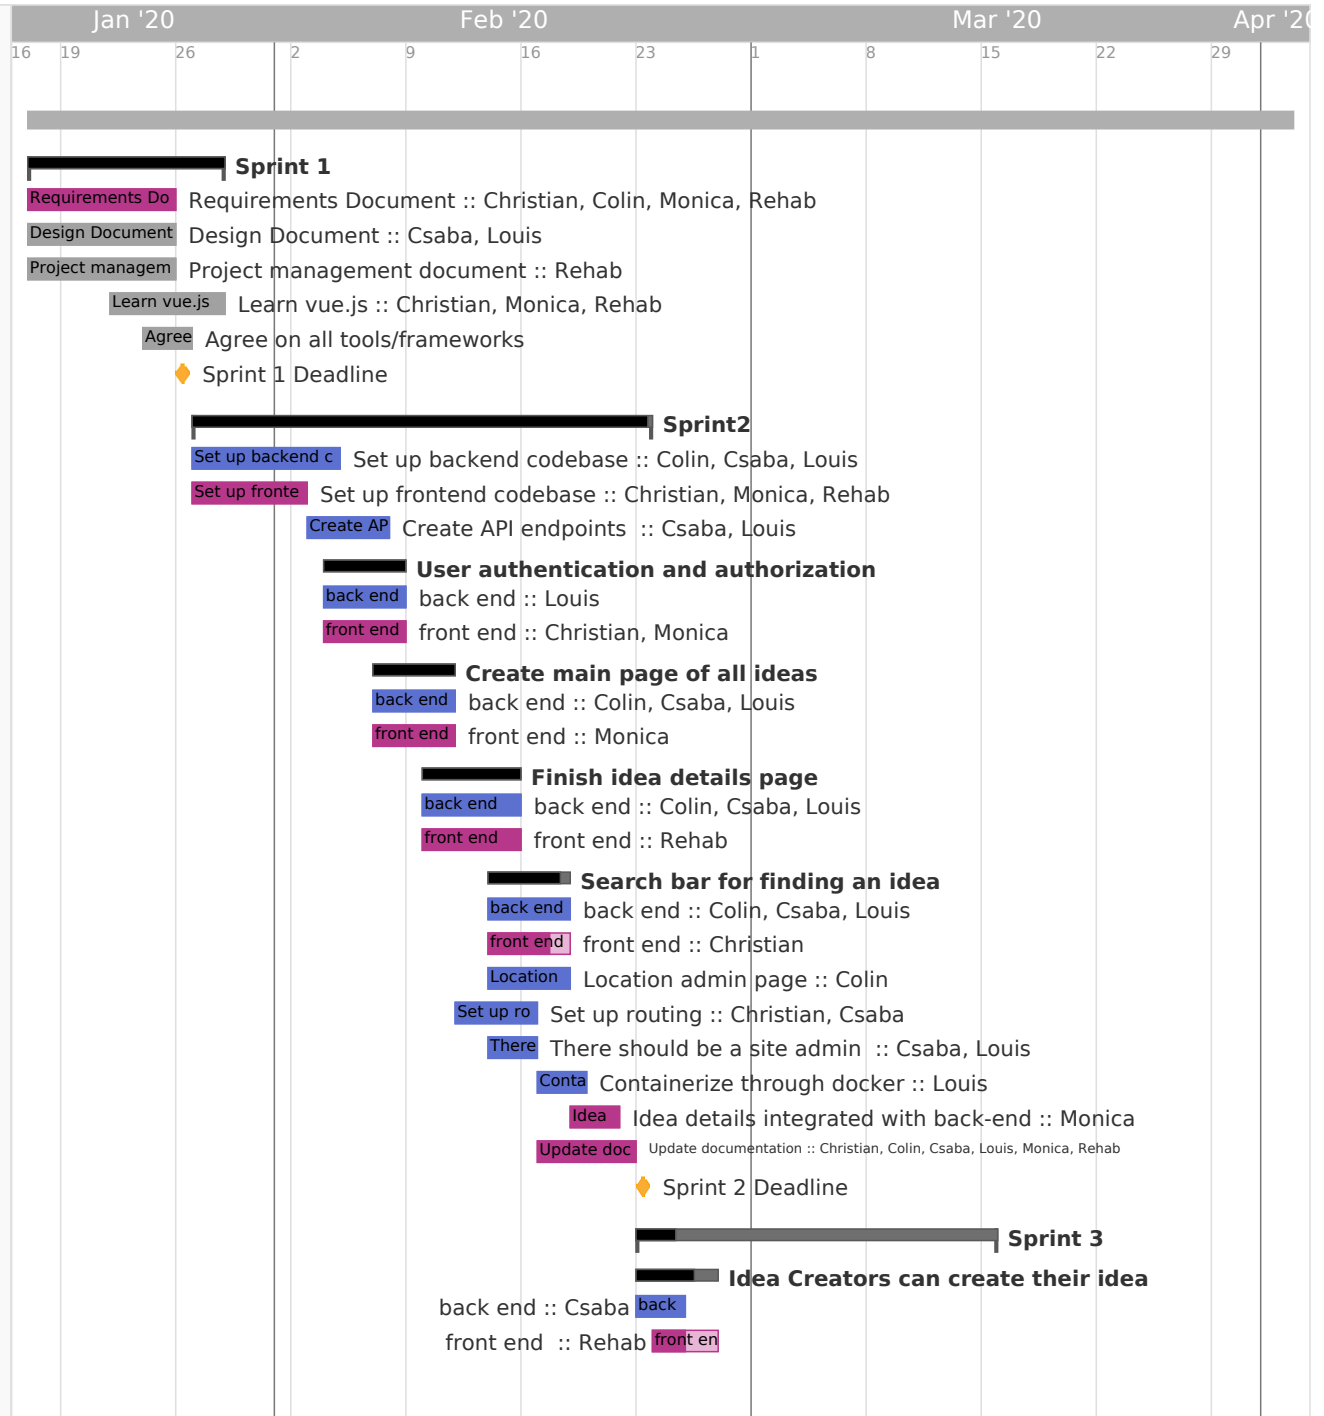 Jan '20 Feb '20 Mar '20 Apr '20
16 19 26 2 9 16 23 1 8 15 22 29
Sprint 1
Requirements Do Requirements Document :: Christian, Colin, Monica, Rehab
Design Document Design Document :: Csaba, Louis
Project managem Project management document :: Rehab
Learn vue.js Learn vue.js :: Christian, Monica, Rehab
Agree Agree on all tools/frameworks
Sprint 1 Deadline
Sprint2
Set up backend c Set up backend codebase :: Colin, Csaba, Louis
Set up fronte Set up frontend codebase :: Christian, Monica, Rehab
Create AP Create API endpoints :: Csaba, Louis
User authentication and authorization
back end back end :: Louis
front end front end :: Christian, Monica
Create main page of all ideas
back end back end :: Colin, Csaba, Louis
front end front end :: Monica
Finish idea details page
back end back end :: Colin, Csaba, Louis
front end front end :: Rehab
Search bar for finding an idea
back end back end :: Colin, Csaba, Louis
front end front end :: Christian
Location Location admin page :: Colin
Set up ro Set up routing :: Christian, Csaba
There There should be a site admin :: Csaba, Louis
Conta Containerize through docker :: Louis
Idea Idea details integrated with back-end :: Monica
Update doc Update documentation :: Christian, Colin, Csaba, Louis, Monica, Rehab
Sprint 2 Deadline
Sprint 3
Idea Creators can create their idea
back end :: Csaba back
front end :: Rehab front en